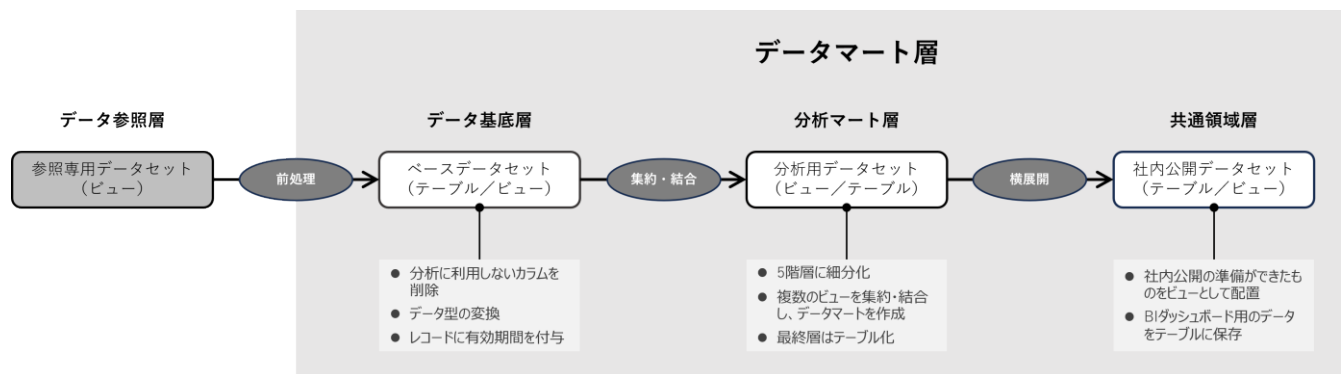 データマート層
データ参照層
データ基底層
分析マート層
共通領域層
参照専用データセット
(ビュー)
前処理
ベースデータセット
(テーブル/ビュー)
集約・結合
分析用データセット
(ビュー/テーブル)
横展開
社内公開データセット
(テーブル/ビュー)
● 分析に利用しないカラムを
削除
● データ型の変換
● レコードに有効期間を付与
● 5階層に細分化
● 複数のビューを集約・結合
し、データマートを作成
● 最終層はテーブル化
● 社内公開の準備ができたも
のをビューとして配置
● BIダッシュボード用のデータ
をテーブルに保存